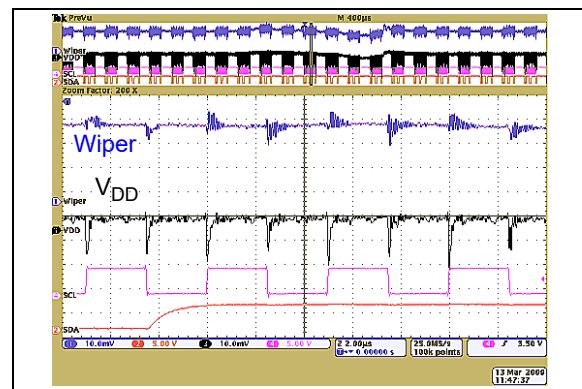 Tek PreVu M 400µs
Wiper
VDD
SCL
SDA
Zoom Factor: 200 X
Wiper
VDD
Wiper
VDD
SCL
SDA
10.0mV 5.00 V 10.0mV 5.00 V
Z 2.00µs
0.00000 s
25.0MS/s
100k points
3.50 V
13 Mar 2009
11:47:37